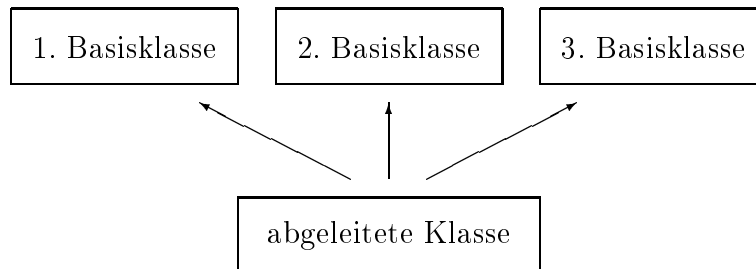 1. Basisklasse
2. Basisklasse
3. Basisklasse
abgeleitete Klasse